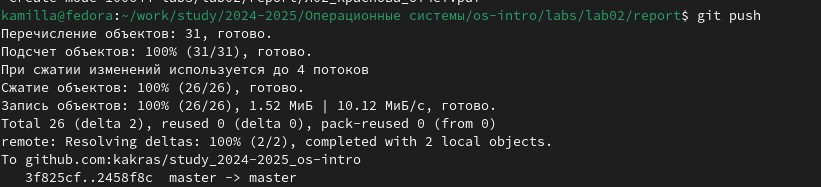 kamilla@fedora:~/work/study/2024-2025/Операционные системы/os-intro/labs/lab02/report$ git push
Перечисление объектов: 31, готово.
Подсчет объектов: 100% (31/31), готово.
При сжатии изменений используется до 4 потоков
Сжатие объектов: 100% (26/26), готово.
Запись объектов: 100% (26/26), 1.52 МиБ | 10.12 МиБ/с, готово.
Total 26 (delta 2), reused 0 (delta 0), pack-reused 0 (from 0)
remote: Resolving deltas: 100% (2/2), completed with 2 local objects.
To github.com:kakras/study_2024-2025_os-intro
3f825cf..2458f8c  master -> master